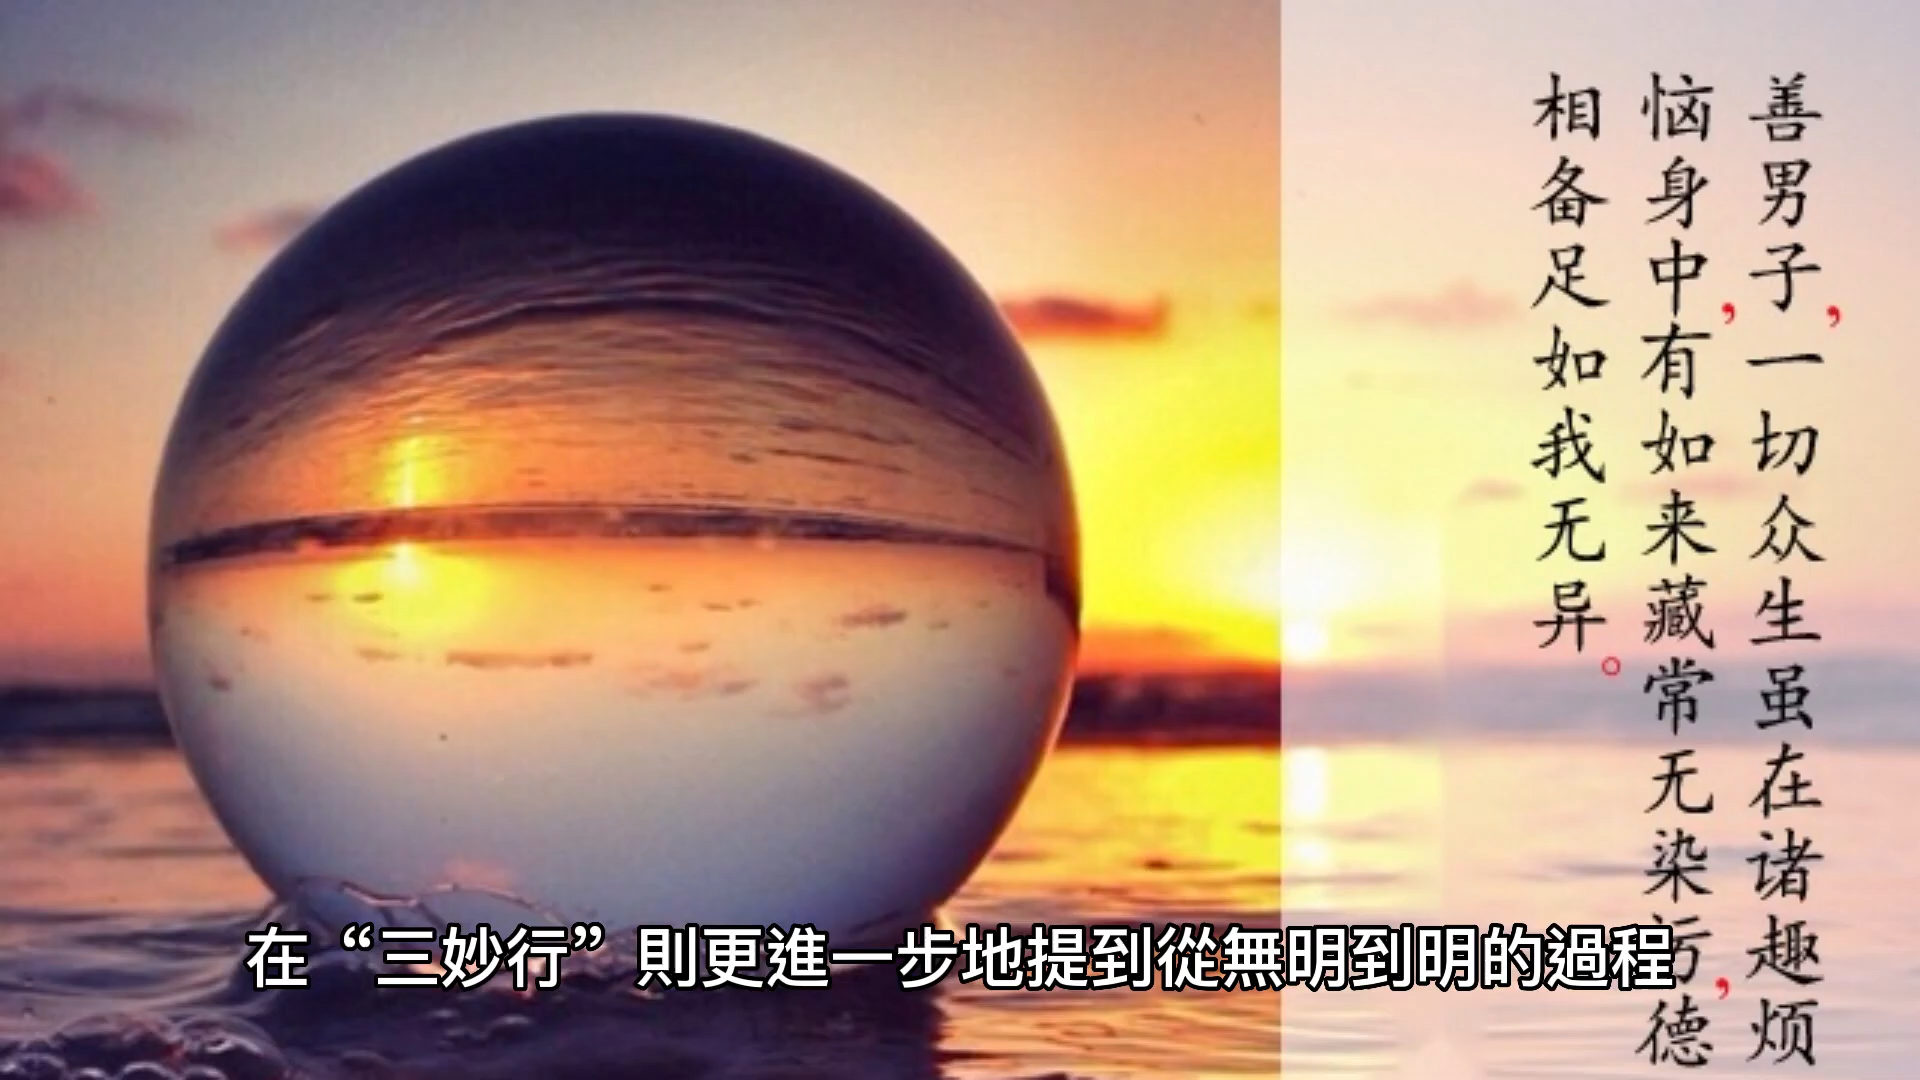 善男子，一切众生虽在诸趣烦
恼身中，有如来藏常无染污，德
相备足如我无异。
在“三妙行”則更進一步地提到從無明到明的過程